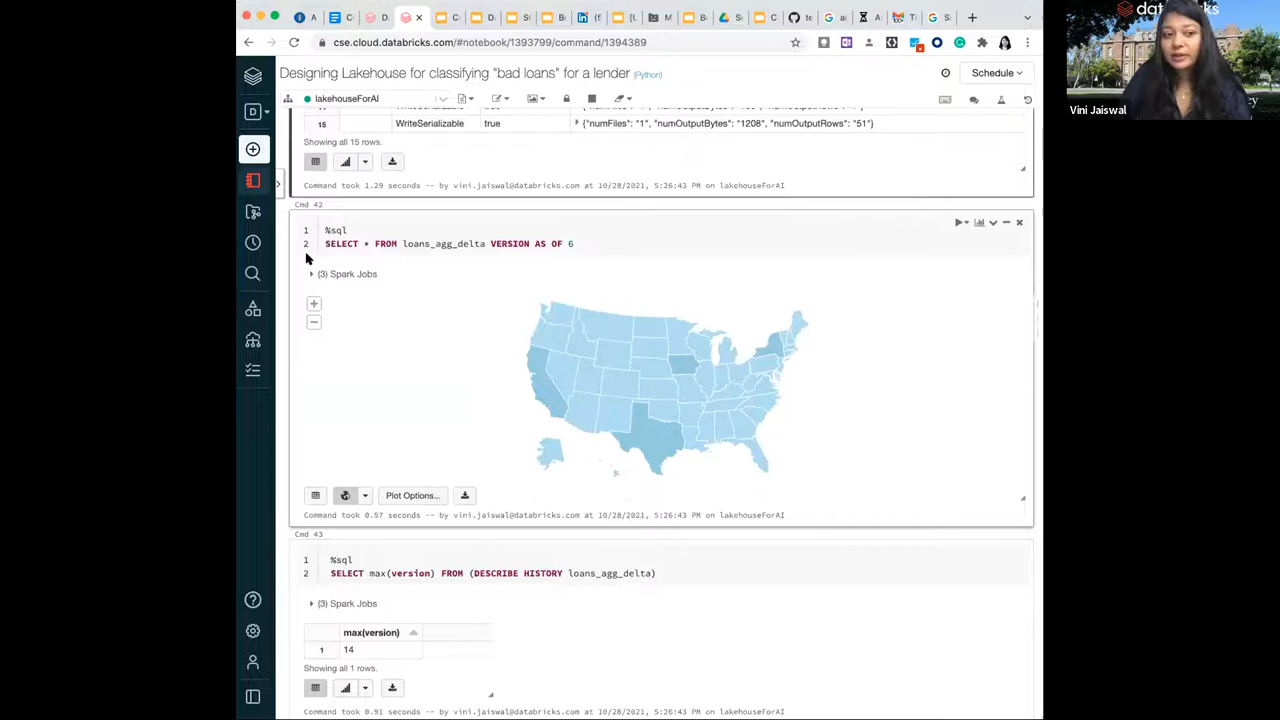 cse.cloud.databricks.com/#notebook/1393799/command/1394389
Designing Lakehouse for classifying "bad loans" for a lender (Python)
Schedule
lakehouseForAI
15 WriteSerializable true {"numFiles": "1", "numOutputBytes": "1208", "numOutputRows": "51"}
Showing all 15 rows.
Command took 1.29 seconds -- by vini.jaiswal@databricks.com at 10/28/2021, 5:26:43 PM on lakehouseForAI
Cmd 42
1 %sql
2 SELECT * FROM loans_agg_delta VERSION AS OF 6
(3) Spark Jobs
+
−
Plot Options...
Command took 0.57 seconds -- by vini.jaiswal@databricks.com at 10/28/2021, 5:26:43 PM on lakehouseForAI
Cmd 43
1 %sql
2 SELECT max(version) FROM (DESCRIBE HISTORY loans_agg_delta)
(3) Spark Jobs
max(version)
1 14
Showing all 1 rows.
Command took 0.91 seconds -- by vini.jaiswal@databricks.com at 10/28/2021, 5:26:43 PM on lakehouseForAI
Vini Jaiswal